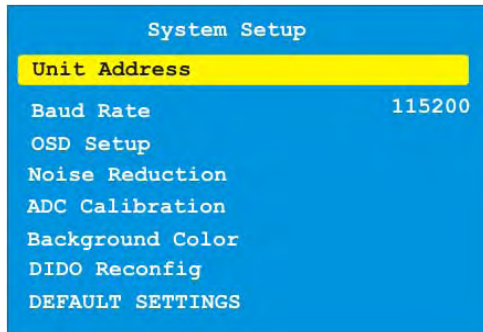 System Setup
Unit Address
Baud Rate 115200
OSD Setup
Noise Reduction
ADC Calibration
Background Color
DIDO Reconfig
DEFAULT SETTINGS